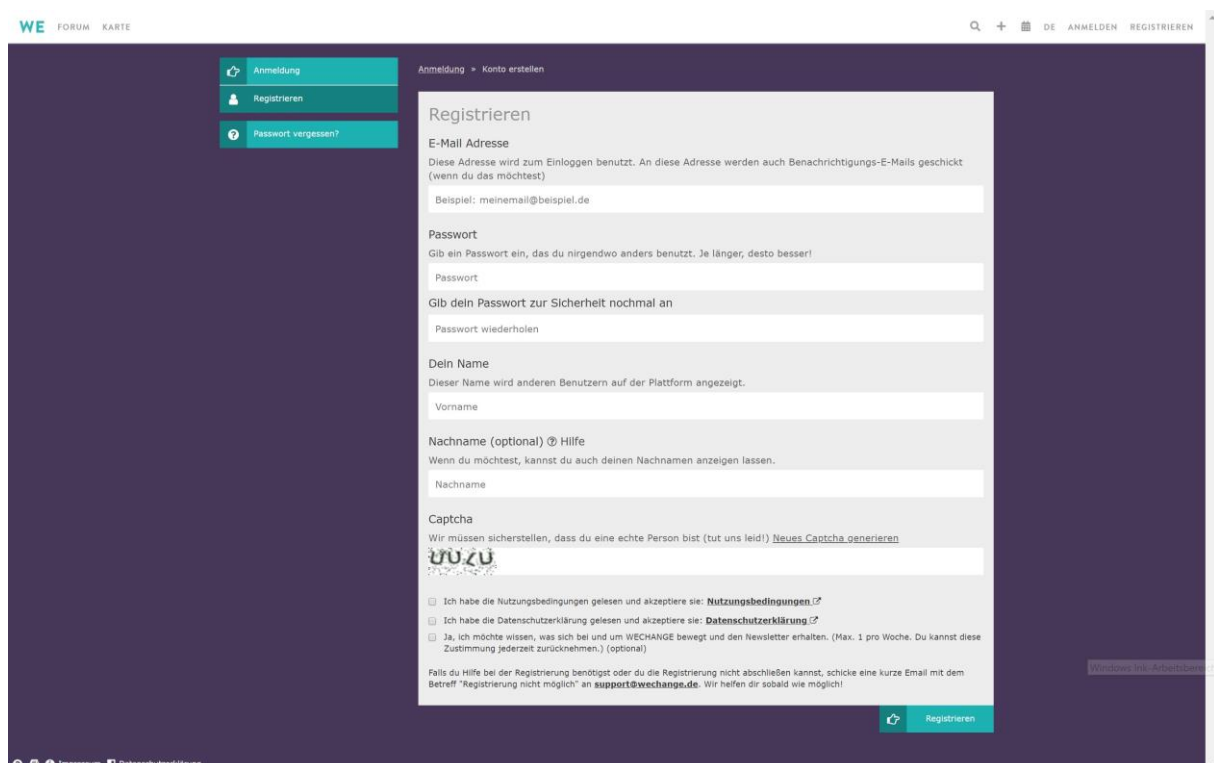 WE FORUM KARTE
DE ANMELDEN REGISTRIEREN
Anmeldung
Registrieren
Passwort vergessen?
Anmeldung » Konto erstellen
Registrieren
E-Mail Adresse
Diese Adresse wird zum Einloggen benutzt. An diese Adresse werden auch Benachrichtigungs-E-Mails geschickt
(wenn du das möchtest)
Beispiel: meinemail@beispiel.de
Passwort
Gib ein Passwort ein, das du nirgendwo anders benutzt. Je länger, desto besser!
Passwort
Gib dein Passwort zur Sicherheit nochmal an
Passwort wiederholen
Dein Name
Dieser Name wird anderen Benutzern auf der Plattform angezeigt.
Vorname
Nachname (optional) Hilfe
Wenn du möchtest, kannst du auch deinen Nachnamen anzeigen lassen.
Nachname
Captcha
Wir müssen sicherstellen, dass du eine echte Person bist (tut uns leid!) Neues Captcha generieren
Ich habe die Nutzungsbedingungen gelesen und akzeptiere sie: Nutzungsbedingungen
Ich habe die Datenschutzerklärung gelesen und akzeptiere sie: Datenschutzerklärung
Ja, ich möchte wissen, was sich bei und um WECHANGE bewegt und den Newsletter erhalten. (Max. 1 pro Woche. Du kannst diese
Zustimmung jederzeit zurücknehmen.) (optional)
Falls du Hilfe bei der Registrierung benötigst oder du die Registrierung nicht abschließen kannst, schicke eine kurze Email mit dem
Betreff "Registrierung nicht möglich" an support@wechange.de. Wir helfen dir sobald wie möglich!
Windows Ink-Arbeitsbereich
Registrieren
Impressum Datenschutzerklärung